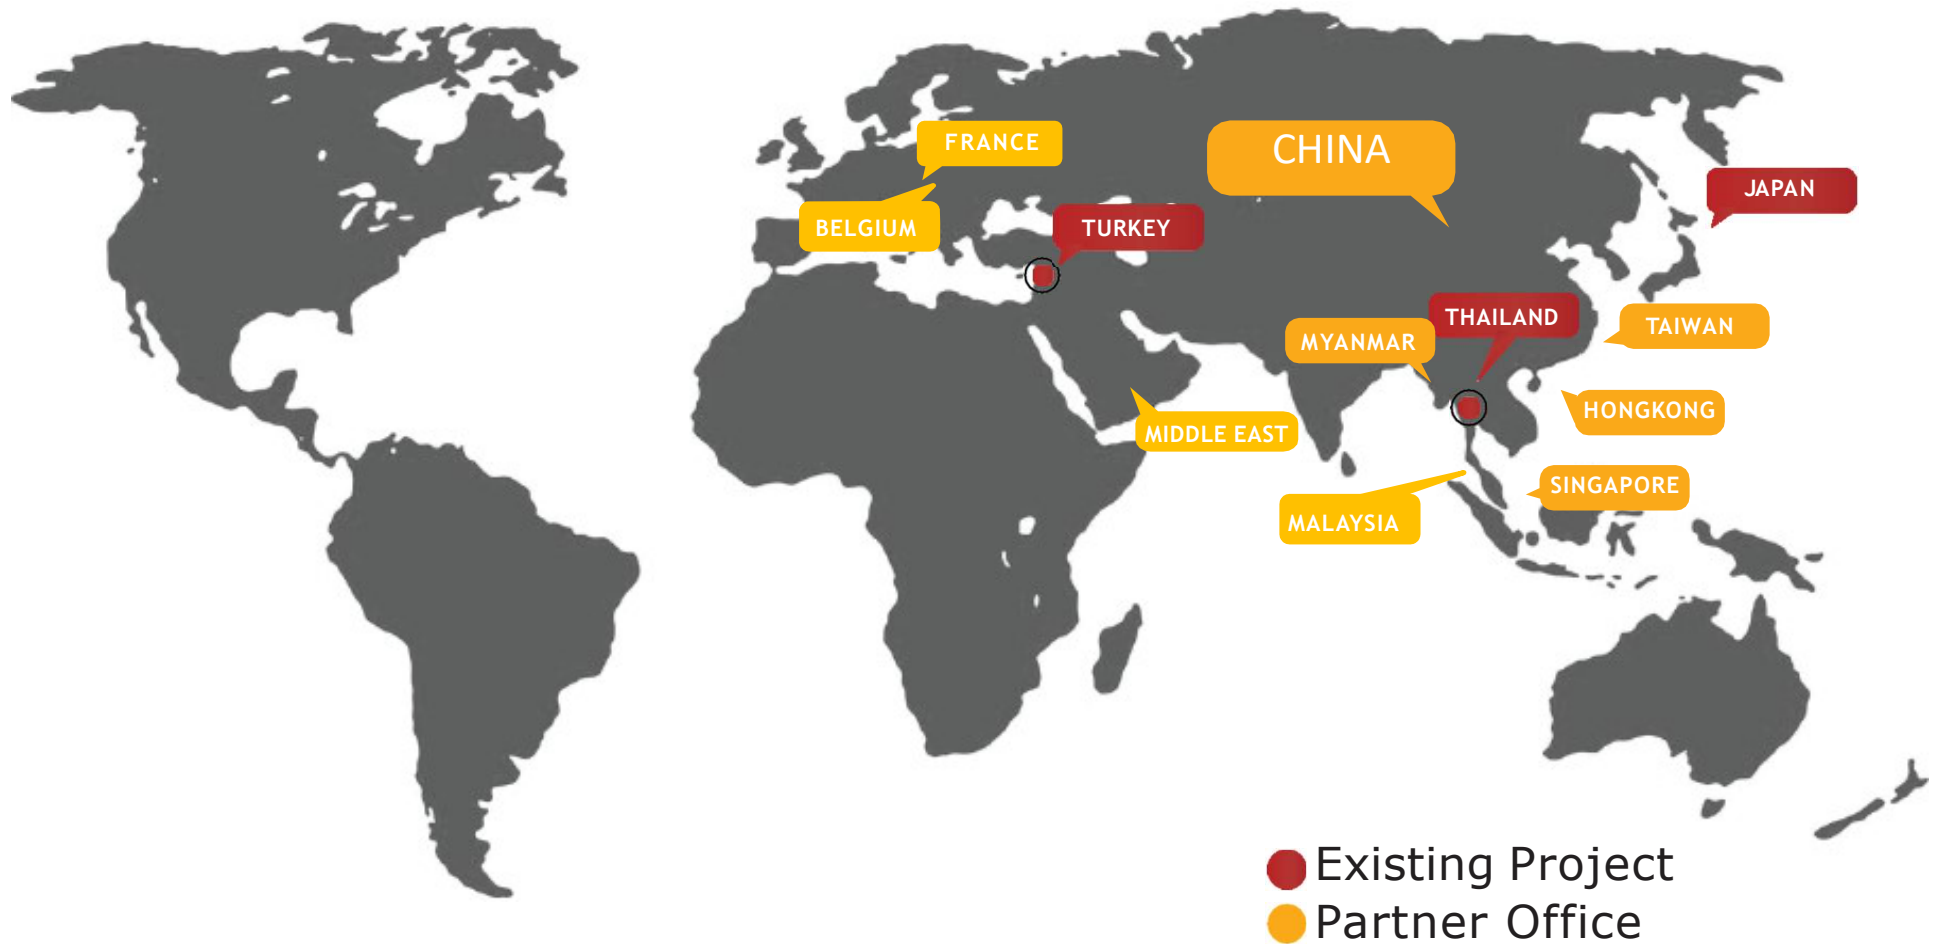 FRANCE
CHINA
JAPAN
BELGIUM
TURKEY
THAILAND
TAIWAN
MYANMAR
HONGKONG
MIDDLE EAST
SINGAPORE
MALAYSIA
Existing Project
Partner Office